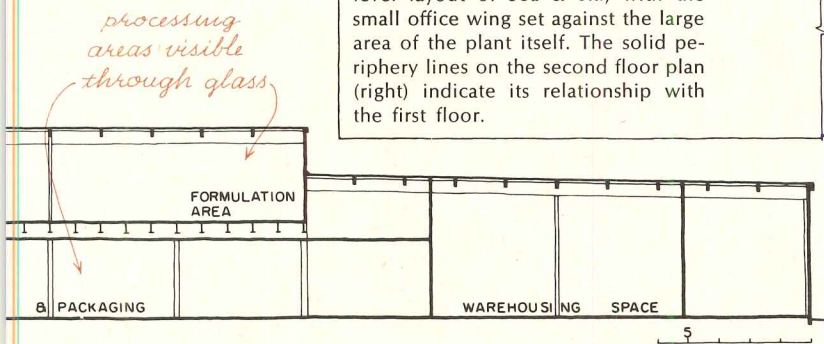 processing
areas visible
through glass
small office wing set against the large
area of the plant itself. The solid pe-
riphery lines on the second floor plan
(right) indicate its relationship with
the first floor.
FORMULATION
AREA
& PACKAGING
WAREHOUSING SPACE
5